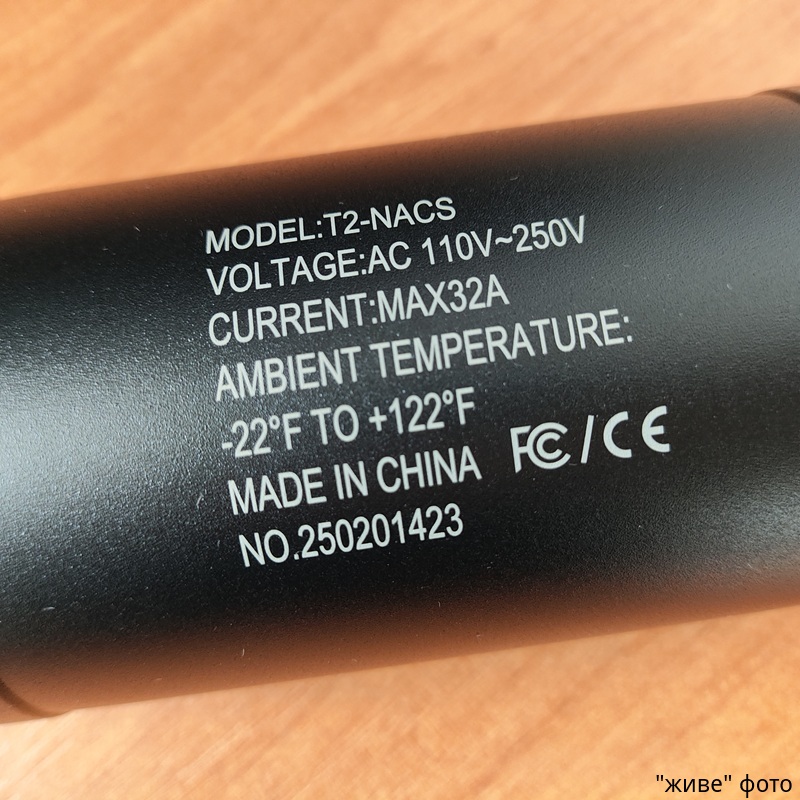 MODEL:T2-NACS
VOLTAGE:AC 110V~250V
CURRENT:MAX32A
AMBIENT TEMPERATURE:
-22°F TO +122°F
MADE IN CHINA FC/CE
NO.250201423
"живе" фото